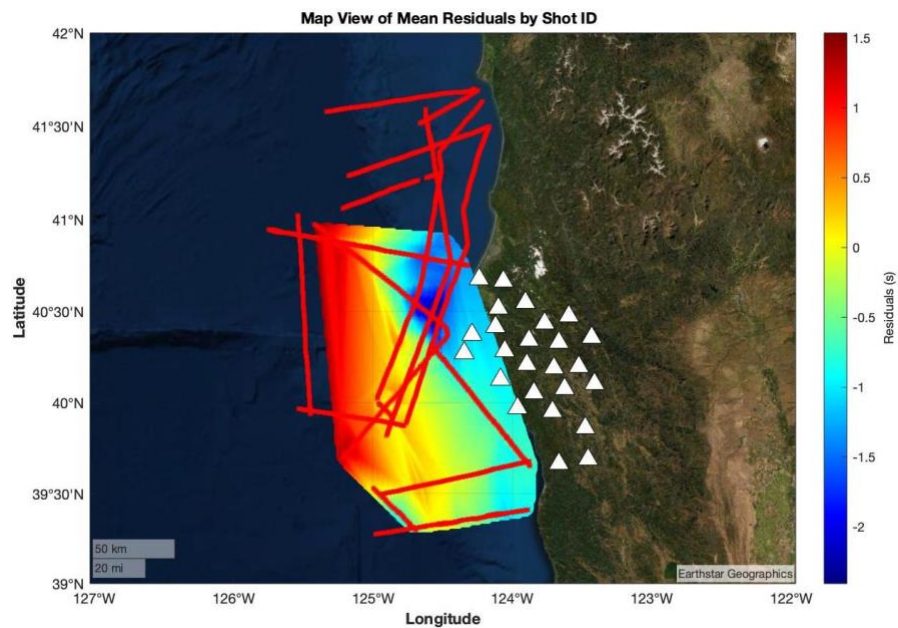 Map View of Mean Residuals by Shot ID
42°N
41°30'N
41°N
40°30'N
40°N
39°30'N
39°N
Latitude
127°W
126°W
125°W
124°W
123°W
122°W
Longitude
50 km
20 mi
Earthstar Geographics
1.5
1
0.5
0
-0.5
-1
-1.5
-2
Residuals (s)